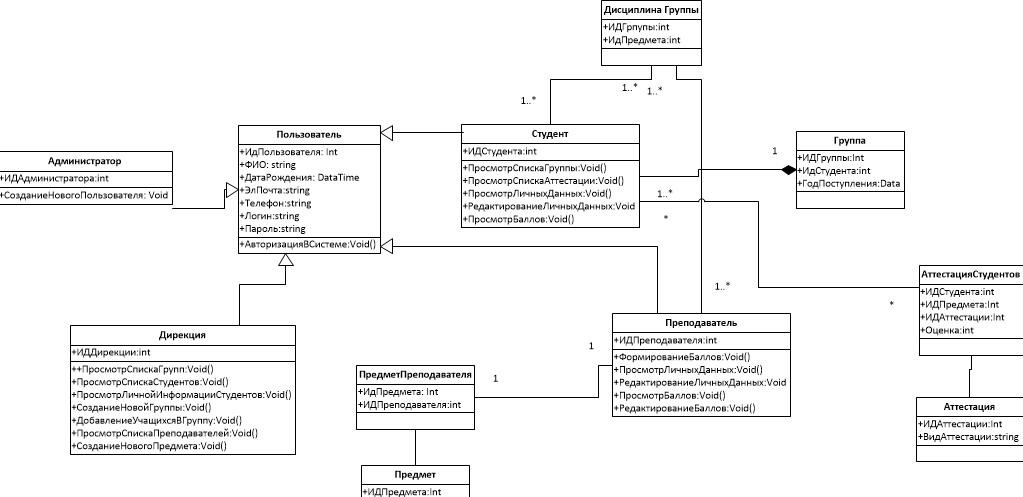 Дисциплина Группы
+ИДГрпупы:int
+ИдПредмета:int
1..*
1..*
1..*
Пользователь
+ИдПользователя: Int
+ФИО: string
+ДатаРождения: DataTime
+ЭлПочта:string
+Телефон:string
+Логин:string
+Пароль:string
+АвторизацияВСистеме:Void()
Студент
+ИДСтудента:int
+ПросмотрСпискаГруппы:Void()
+ПросмотрСпискаАттестации:Void()
+ПросмотрЛичныхДанных:Void()
+РедактированиеЛичныхДанных:Void
+ПросмотрБаллов:Void()
1
1..*
*
Группа
+ИДГруппы:Int
+ИдСтудента:int
+ГодПоступления:Data
Администратор
+ИДАдминистратора:int
+СозданиеНовогоПользователя: Void
АттестацияСтудентов
+ИДСтудента:int
+ИДПредмета:Int
+ИДАттестации:Int
+Оценка:int
1..*
*
Дирекция
+ИДДирекции:int
++ПросмотрСпискаГрупп:Void()
+ПросмотрСпискаСтудентов:Void()
+ПросмотрЛичнойИнформацииСтудентов:Void()
+СозданиеНовойГруппы:Void()
+ДобавлениеУчащихсяВГруппу:Void()
+ПросмотрСпискаПреподавателей:Void()
+СозданиеНовогоПредмета:Void()
Преподаватель
+ИДПреподавателя:int
+ФормированиеБаллов:Void()
+ПросмотрЛичныхДанных:Void()
+РедактированиеЛичныхДанных:Void
+ПросмотрБаллов:Void()
+РедактированиеБаллов:Void()
1
1
ПредметПреподавателя
+ИдПредмета: Int
+ИДПреподавателя:int
Аттестация
+ИДАттестации:Int
+ВидАттестации:string
Предмет
+ИДПредмета:Int